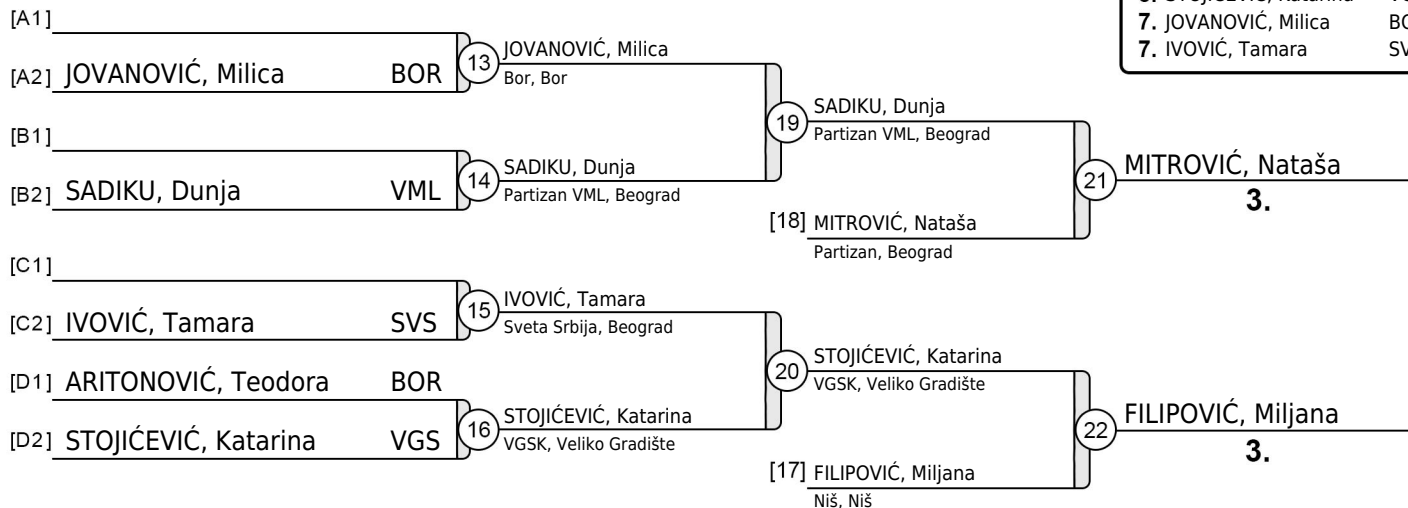 [A1]
[A2] JOVANOVIĆ, Milica BOR
13
JOVANOVIĆ, Milica
Bor, Bor
[B1]
[B2] SADIKU, Dunja VML
14
SADIKU, Dunja
Partizan VML, Beograd
19
SADIKU, Dunja
Partizan VML, Beograd
[18] MITROVIĆ, Nataša
Partizan, Beograd
21
MITROVIĆ, Nataša
3.
[C1]
[C2] IVOVIĆ, Tamara SVS
15
IVOVIĆ, Tamara
Sveta Srbija, Beograd
[D1] ARITONOVIĆ, Teodora BOR
[D2] STOJIĆEVIĆ, Katarina VGS
16
STOJIĆEVIĆ, Katarina
VGSK, Veliko Gradište
20
STOJIĆEVIĆ, Katarina
VGSK, Veliko Gradište
[17] FILIPOVIĆ, Miljana
Niš, Niš
22
FILIPOVIĆ, Miljana
3.
7. JOVANOVIĆ, Milica BO
7. IVOVIĆ, Tamara SV